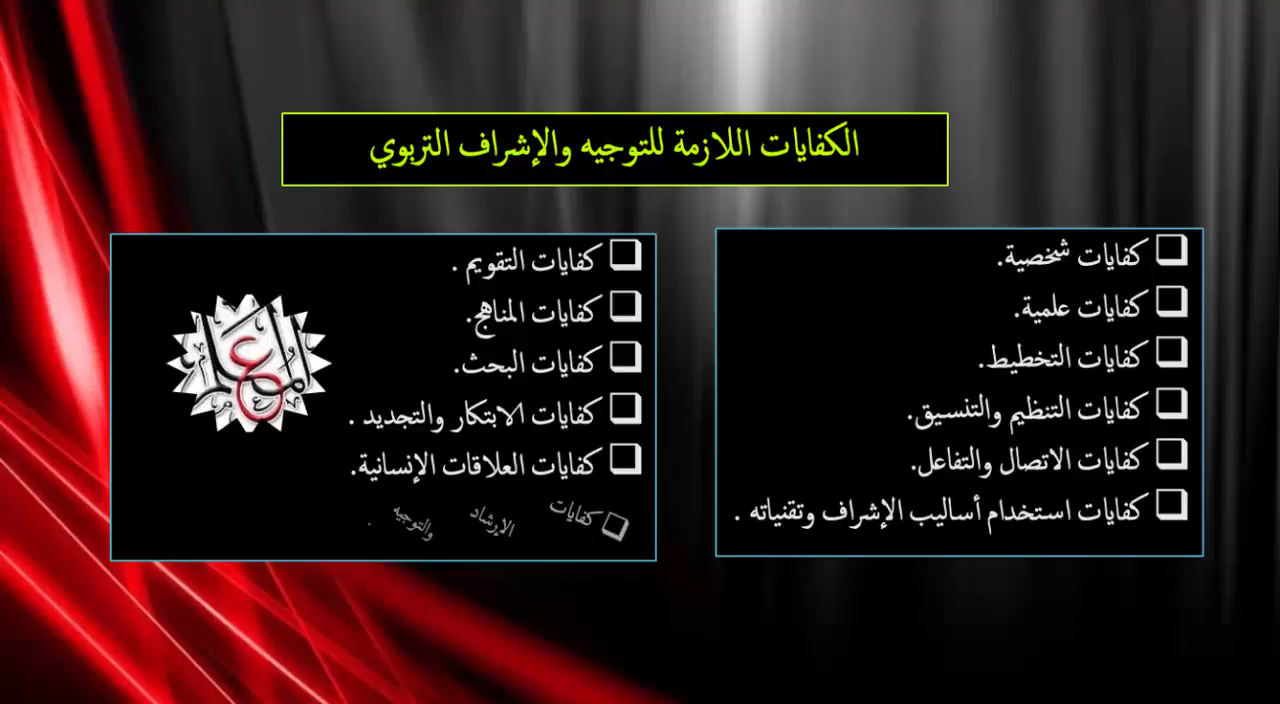 الكفايات اللازمة للتوجيه والإشراف التربوي
❑ كفايات شخصية.
❑ كفايات علمية.
❑ كفايات التخطيط.
❑ كفايات التنظيم والتنسيق.
❑ كفايات الاتصال والتفاعل.
❑ كفايات استخدام أساليب الإشراف وتقنياته .
❑ كفايات التقويم .
❑ كفايات المناهج.
❑ كفايات البحث.
❑ كفايات الابتكار والتجديد .
❑ كفايات العلاقات الإنسانية.
❑ كفايات الإرشاد والتوجيه .
المعلم